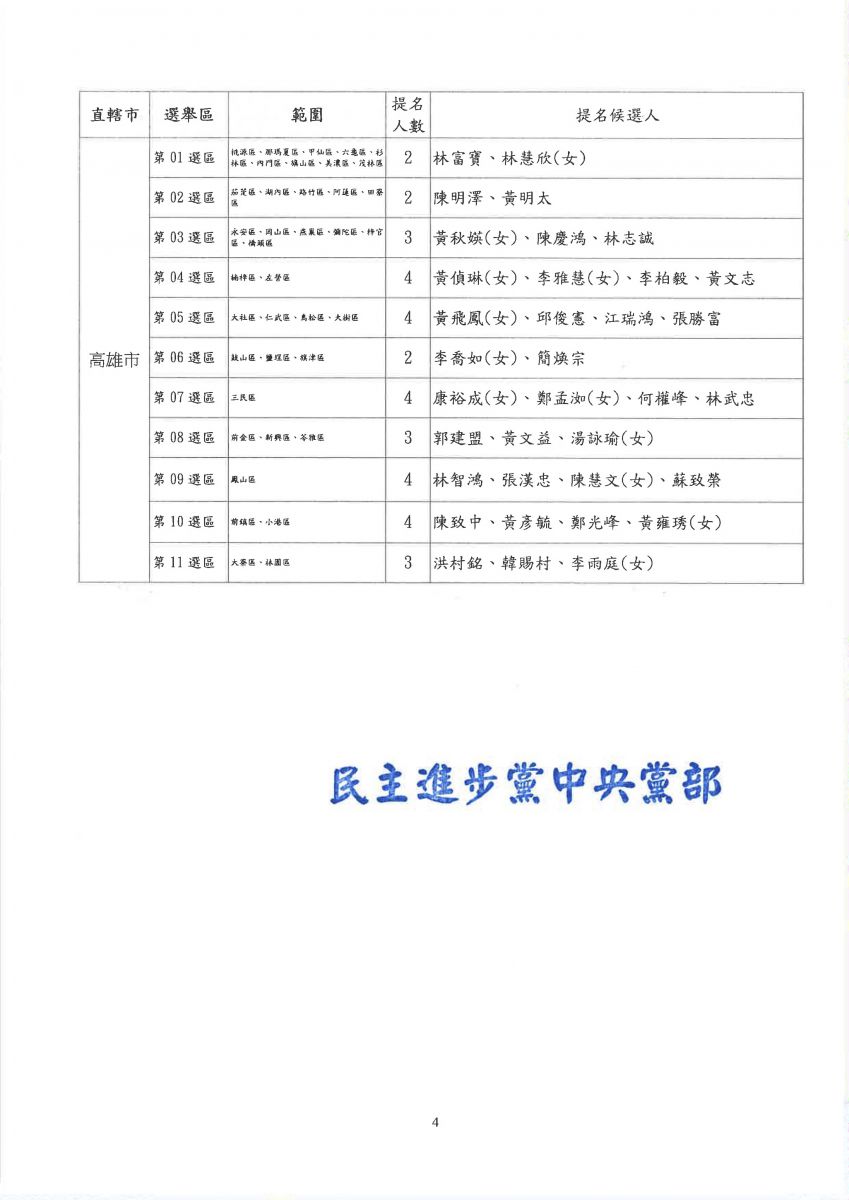 直轄市 選舉區 範圍 提名人數 提名候選人
高雄市
第 01 選區 桃源區、那瑪夏區、甲仙區、六龜區、杉林區、內門區、旗山區、美濃區、茂林區 2 林富寶、林慧欣(女)
第 02 選區 茄萣區、湖內區、路竹區、阿蓮區、田寮區 2 陳明澤、黃明太
第 03 選區 永安區、岡山區、燕巢區、彌陀區、梓官區、橋頭區 3 黃秋媖(女)、陳慶鴻、林志誠
第 04 選區 楠梓區、左營區 4 黃偵琳(女)、李雅慧(女)、李柏毅、黃文志
第 05 選區 大社區、仁武區、鳥松區、大樹區 4 黃飛鳳(女)、邱俊憲、江瑞鴻、張勝富
第 06 選區 鼓山區、鹽埕區、旗津區 2 李喬如(女)、簡煥宗
第 07 選區 三民區 4 康裕成(女)、鄭孟洳(女)、何權峰、林武忠
第 08 選區 前金區、新興區、苓雅區 3 郭建盟、黃文益、湯詠瑜(女)
第 09 選區 鳳山區 4 林智鴻、張漢忠、陳慧文(女)、蘇致榮
第 10 選區 前鎮區、小港區 4 陳致中、黃彥毓、鄭光峰、黃雍琇(女)
第 11 選區 大寮區、林園區 3 洪村銘、韓賜村、李雨庭(女)
民主進步黨中央黨部
4